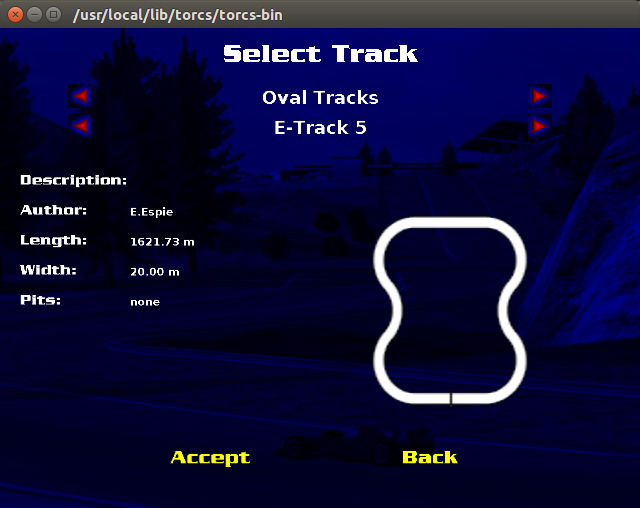 /usr/local/lib/torcs/torcs-bin
Select Track
Oval Tracks
E-Track 5
Description:
Author: E.Espie
Length: 1621.73 m
Width: 20.00 m
Pits: none
Accept Back